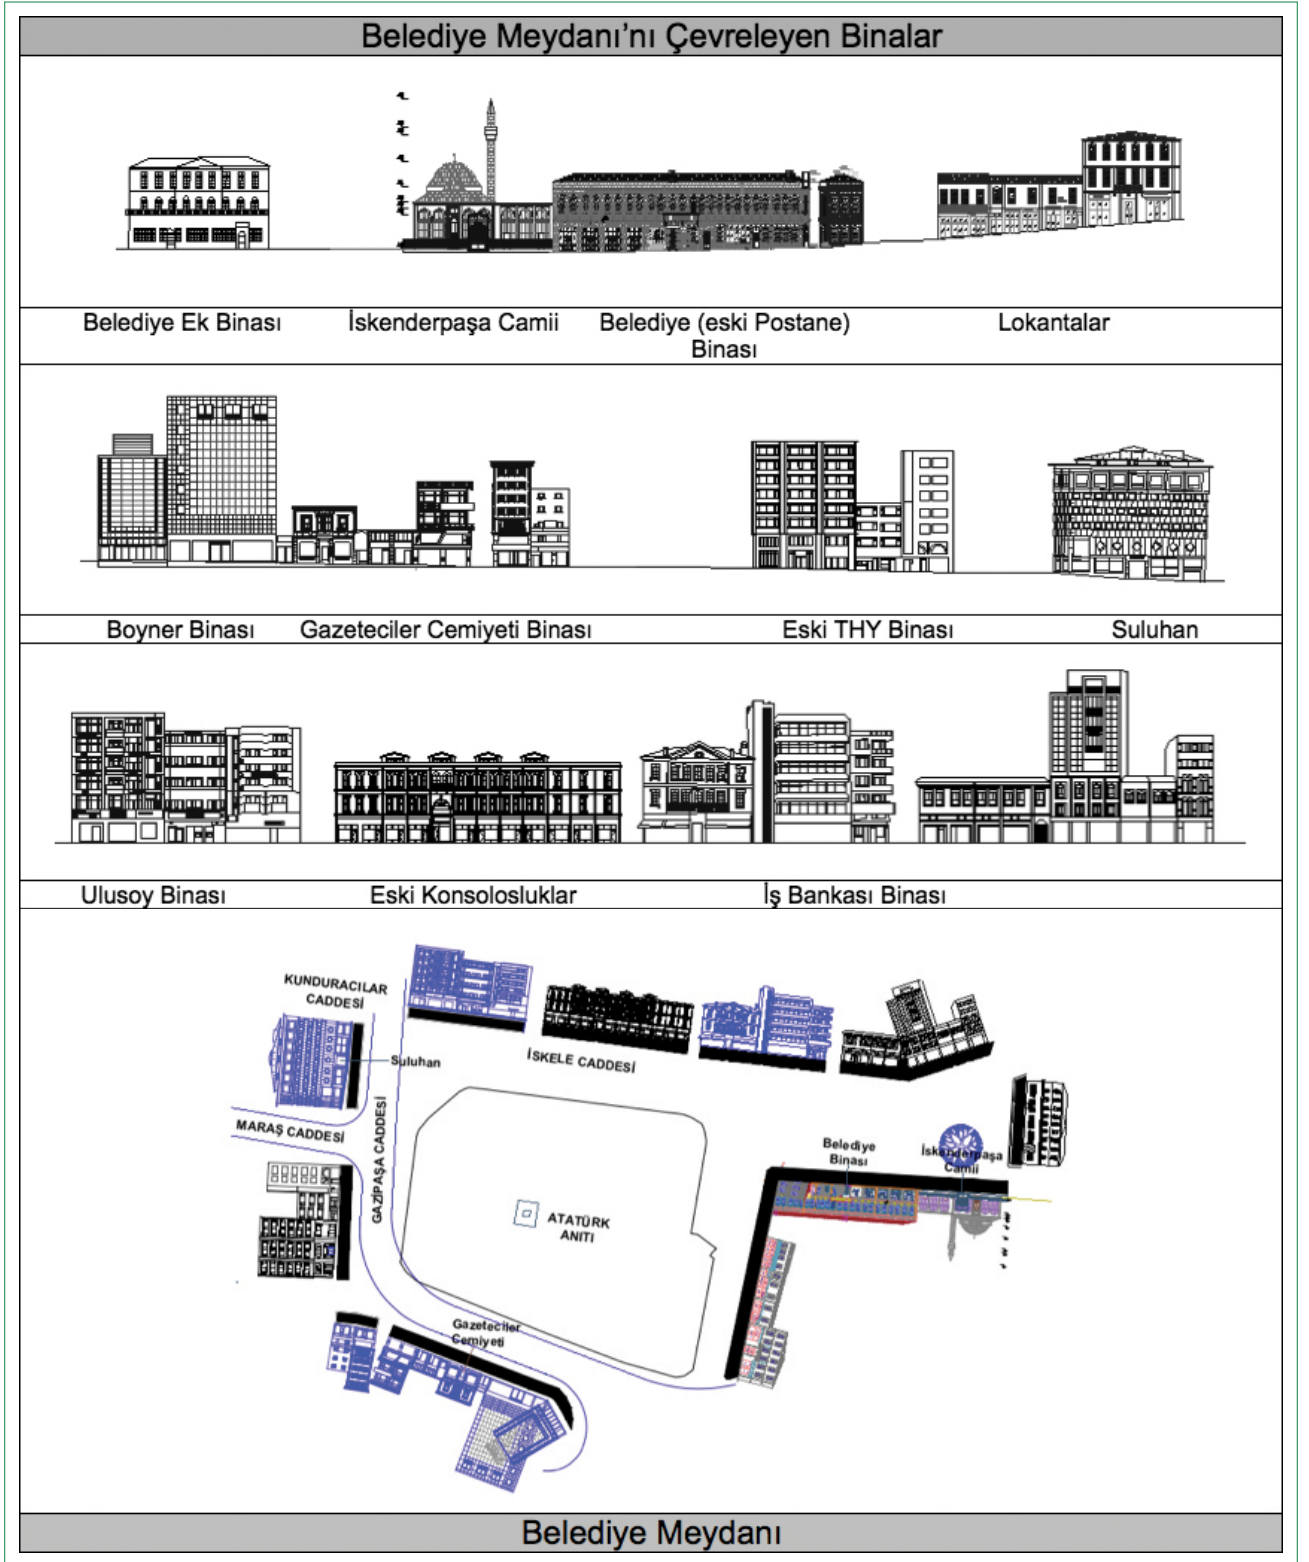 Belediye Meydanı'nı Çevreleyen Binalar
Belediye Ek Binası İskenderpaşa Camii Belediye (eski Postane) Binası Lokantalar
Boyner Binası Gazeteciler Cemiyeti Binası Eski THY Binası Suluhan
Ulusoy Binası Eski Konsolosluklar İş Bankası Binası
KUNDURACILAR
CADDESİ
Suluhan
İSKELE CADDESİ
MARAŞ CADDESİ
GAZİPAŞA CADDESİ
Belediye
Binası
İskenderpaşa
Camii
ATATÜRK
ANITI
Gazeteciler
Cemiyeti
Belediye Meydanı